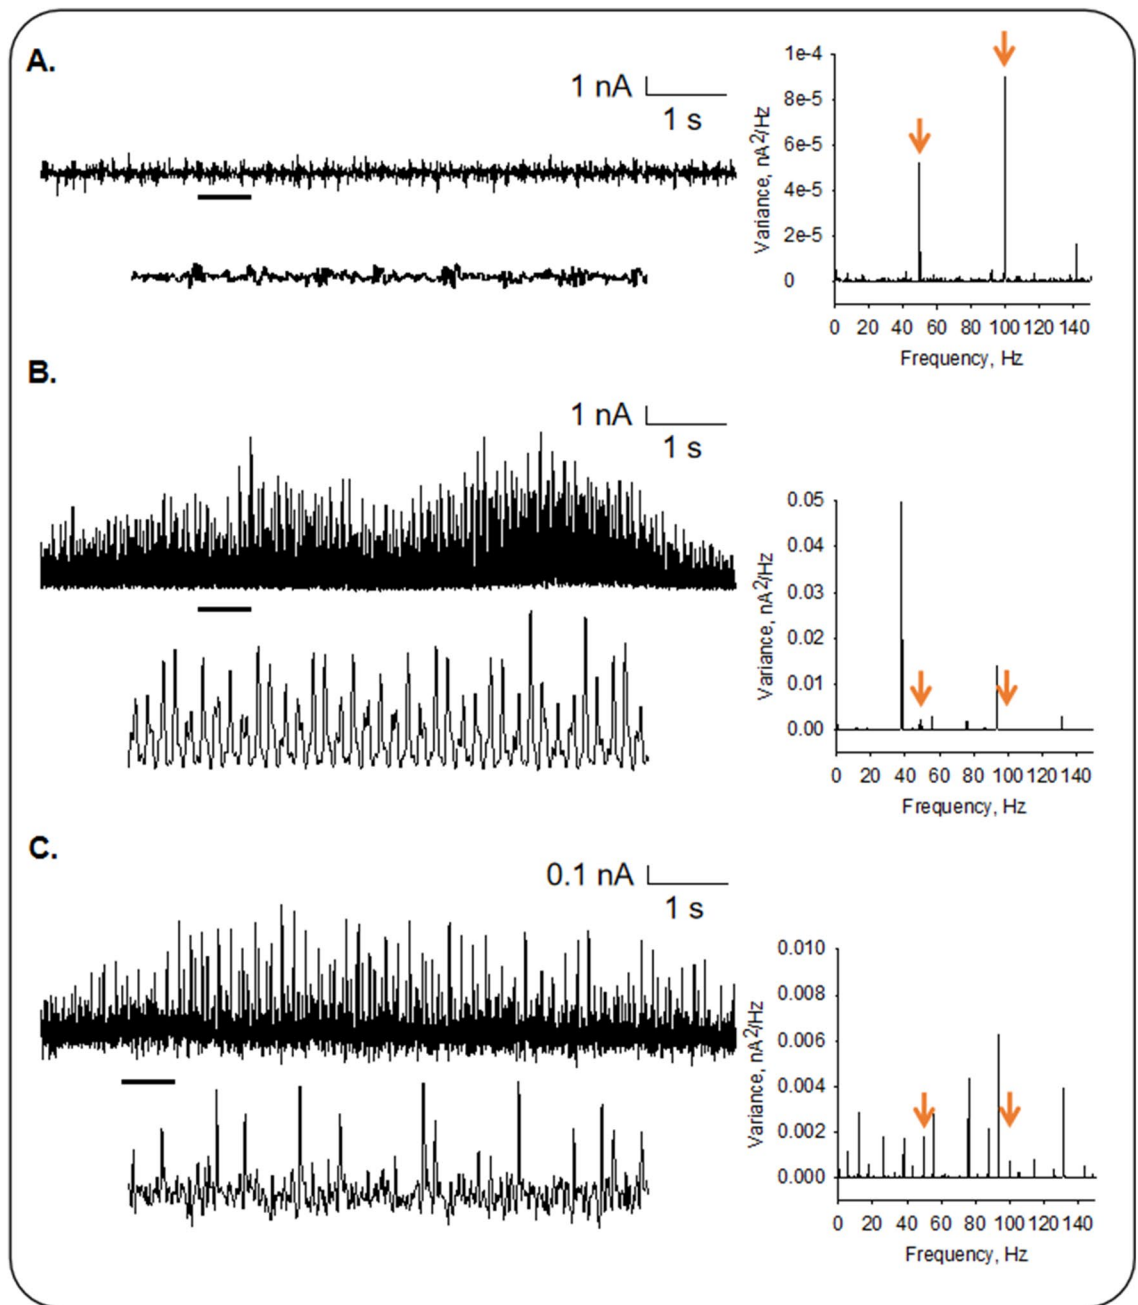 A.
1 nA
1 s
1e-4
8e-5
6e-5
4e-5
2e-5
0
Variance, nA2/Hz
0 20 40 60 80 100 120 140
Frequency, Hz
B.
1 nA
1 s
0.05
0.04
0.03
0.02
0.01
0.00
Variance, nA2/Hz
0 20 40 60 80 100 120 140
Frequency, Hz
C.
0.1 nA
1 s
0.010
0.008
0.006
0.004
0.002
0.000
Variance, nA2/Hz
0 20 40 60 80 100 120 140
Frequency, Hz